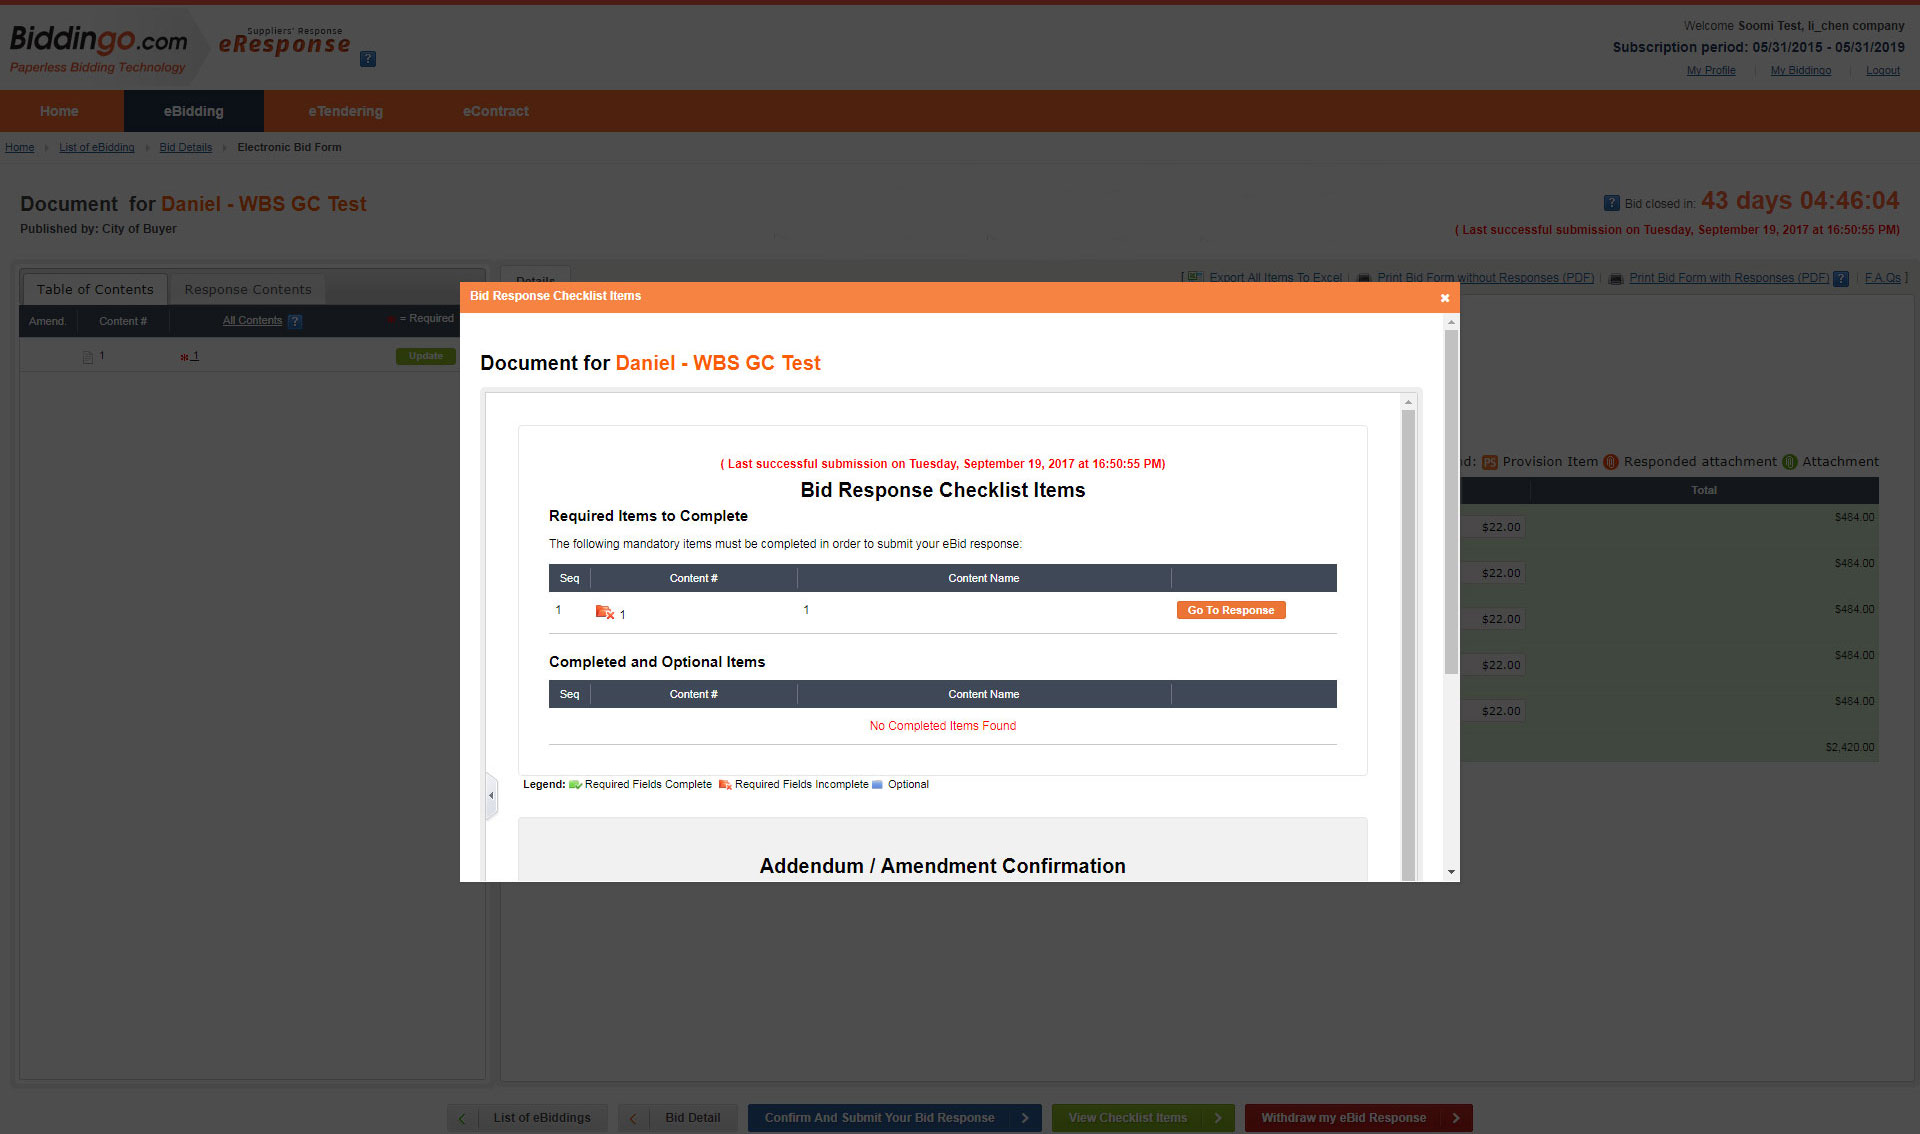 Biddingo.com
Paperless Bidding Technology
Suppliers' Response
eResponse
?
Welcome Soomi Test, li_chen company
Subscription period: 05/31/2015 - 05/31/2019
My Profile | My Biddingo | Logout
Home eBidding eTendering eContract
Home List of eBidding Bid Details Electronic Bid Form
Document for Daniel - WBS GC Test
Published by: City of Buyer
? Bid closed in: 43 days 04:46:04
( Last successful submission on Tuesday, September 19, 2017 at 16:50:55 PM)
Table of Contents Response Contents
Details
[ Export All Items To Excel | Print Bid Form without Responses (PDF) | Print Bid Form with Responses (PDF) ? | F.A.Qs ]
Amend. Content # All Contents ? = Required
1 * 1 Update
Bid Response Checklist Items
Document for Daniel - WBS GC Test
( Last successful submission on Tuesday, September 19, 2017 at 16:50:55 PM)
Bid Response Checklist Items
Required Items to Complete
The following mandatory items must be completed in order to submit your eBid response:
Seq Content # Content Name
1 1 1 Go To Response
Completed and Optional Items
Seq Content # Content Name
No Completed Items Found
Legend: Required Fields Complete Required Fields Incomplete Optional
Addendum / Amendment Confirmation
nd: PS Provision Item Responded attachment Attachment
Total
$22.00 $484.00
$22.00 $484.00
$22.00 $484.00
$22.00 $484.00
$22.00 $484.00
$2,420.00
List of eBiddings Bid Detail Confirm And Submit Your Bid Response View Checklist Items Withdraw my eBid Response